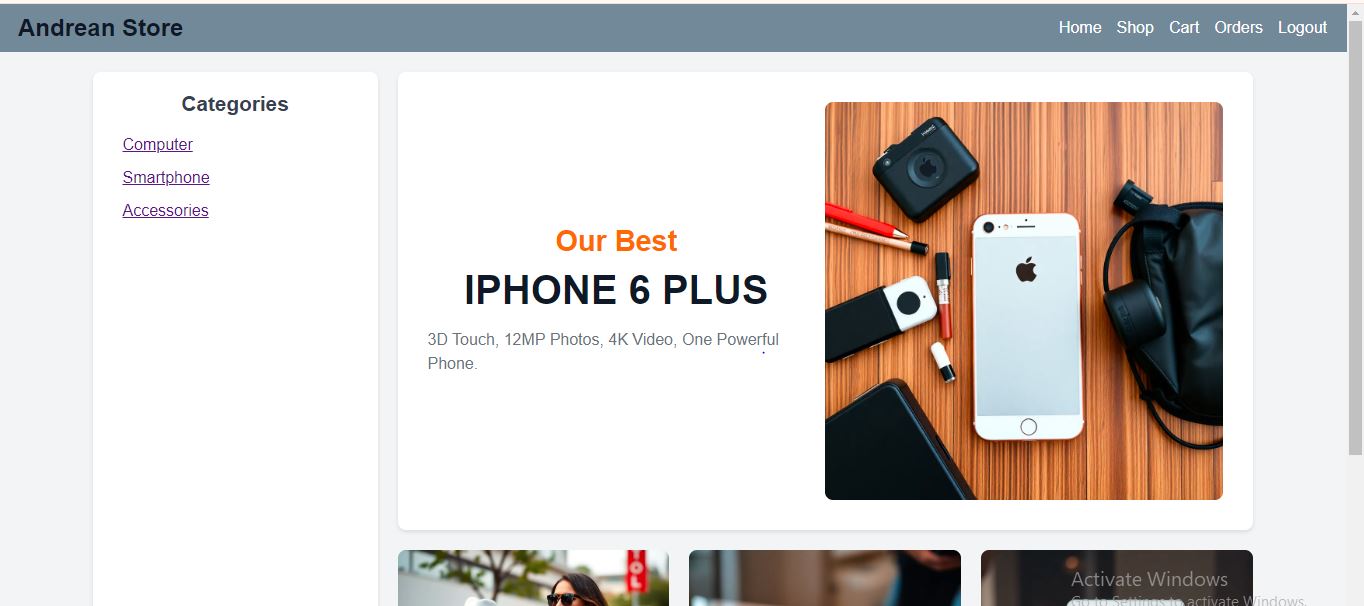 Andrean Store
Home Shop Cart Orders Logout
Categories
Computer
Smartphone
Accessories
Our Best
IPHONE 6 PLUS
3D Touch, 12MP Photos, 4K Video, One Powerful
Phone.
Activate Windows
Go to Settings to activate Windows.